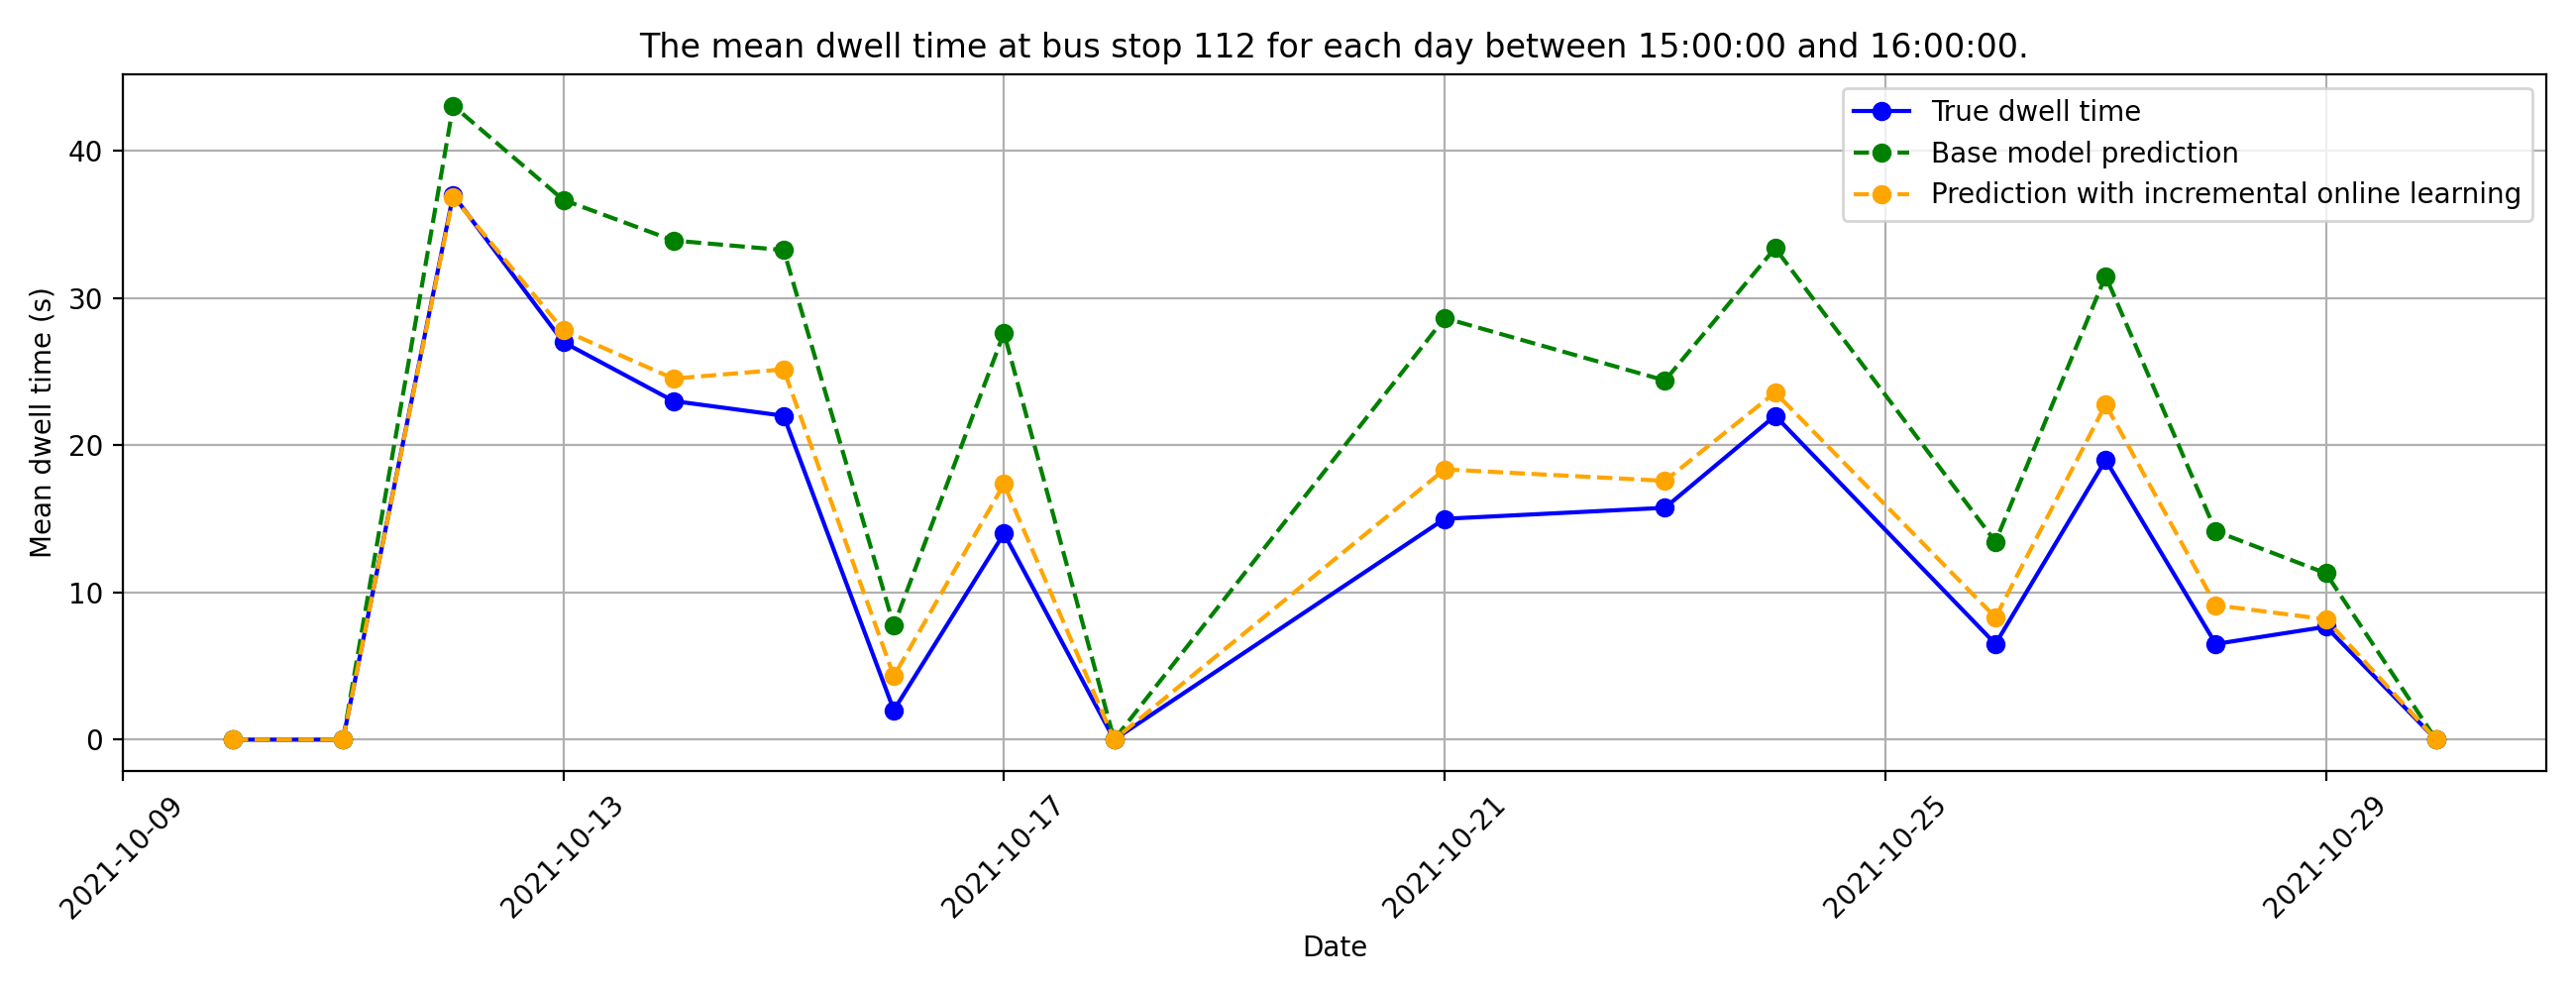 The mean dwell time at bus stop 112 for each day between 15:00:00 and 16:00:00.
True dwell time
Base model prediction
Prediction with incremental online learning
Mean dwell time (s)
40
30
20
10
0
2021-10-09
2021-10-13
2021-10-17
2021-10-21
2021-10-25
2021-10-29
Date